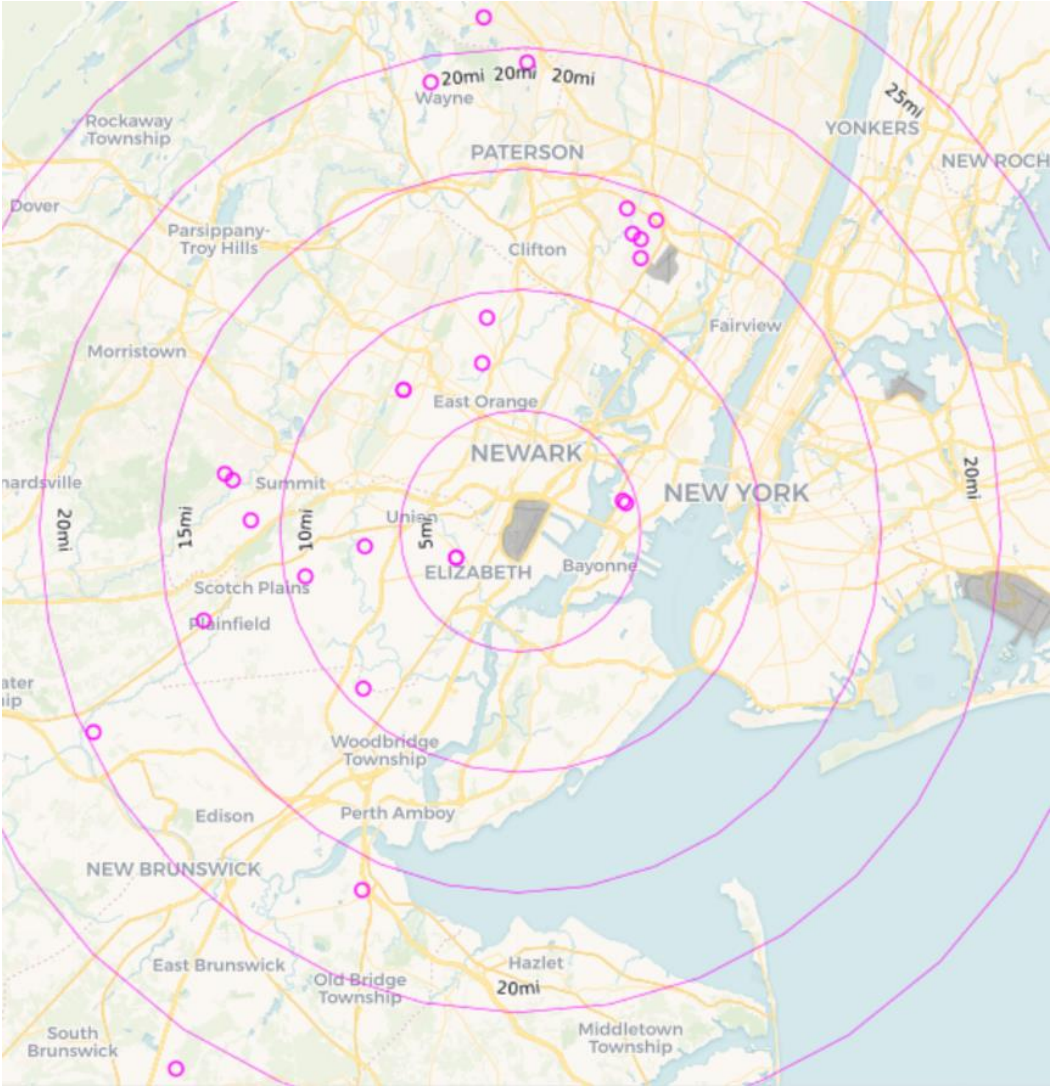 20mi 20mi 20mi
Wayne
25mi
Rockaway
Township
YONKERS
PATERSON
NEW ROCH
Dover
Parsippany-
Troy Hills
Clifton
Fairview
Morristown
East Orange
NEWARK
nardsville
Summit
20mi
NEW YORK
20mi
15mi
10mi
5mi
Union
ELIZABETH
Bayonne
Scotch Plains
Plainfield
ater
ip
Woodbridge
Township
Edison
Perth Amboy
NEW BRUNSWICK
East Brunswick
Hazlet
Old Bridge
Township
20mi
South
Brunswick
Middletown
Township